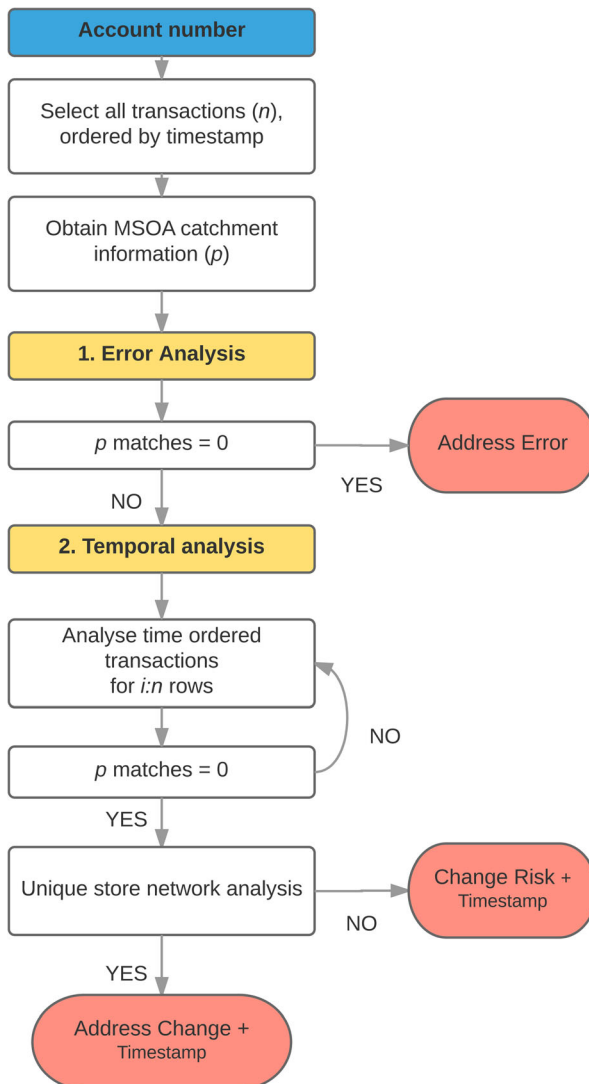 Account number
Select all transactions (n),
ordered by timestamp
Obtain MSOA catchment
information (p)
1. Error Analysis
p matches = 0
YES
Address Error
NO
2. Temporal analysis
Analyse time ordered
transactions
for i:n rows
NO
p matches = 0
YES
Unique store network analysis
NO
Change Risk +
Timestamp
YES
Address Change +
Timestamp